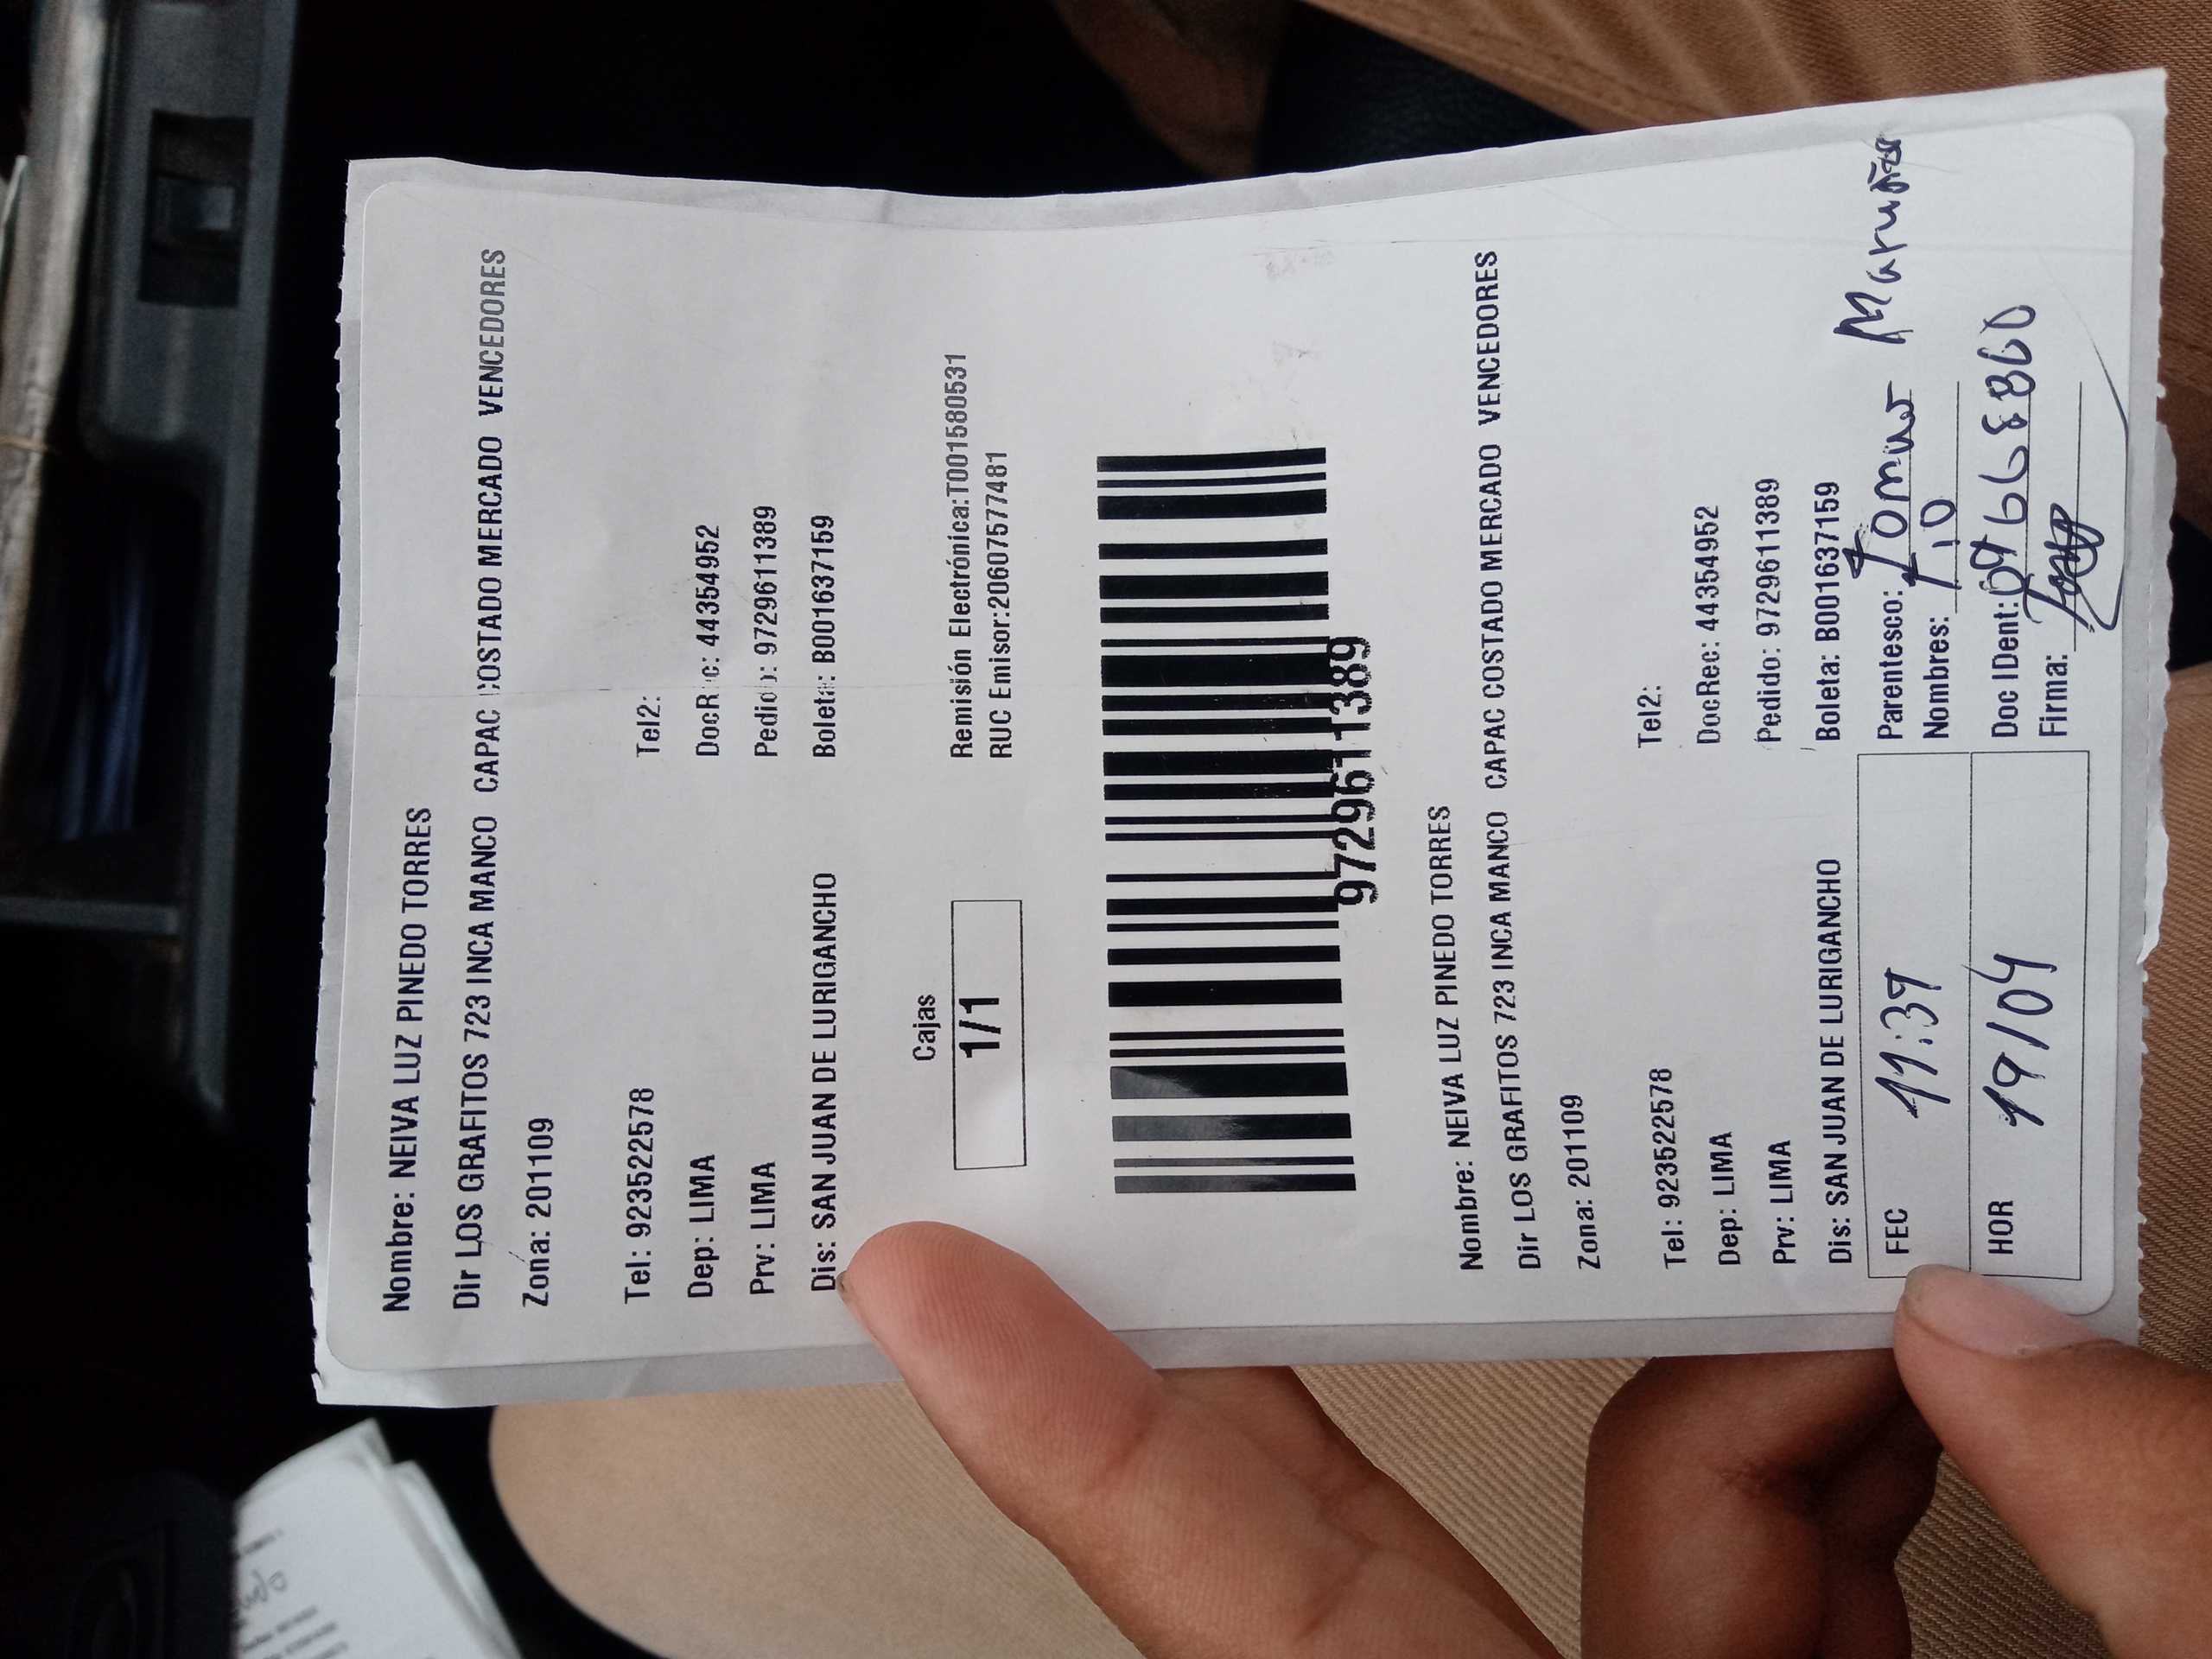 Nombre: NEIVA LUZ PINEDO TORRES
Dir LOS GRAFITOS 723 INCA MANCO CAPAC COSTADO MERCADO VENCEDORES
Zona: 201109
Tel: 923522578 Tel2:
Dep: LIMA DocRec: 44354952
Prv: LIMA Pedido: 9729611389
Dis: SAN JUAN DE LURIGANCHO Boleta: B001637159
Cajas
1/1
Remisión Electrónica:T001580531
RUC Emisor:20607577481
9729611389
Nombre: NEIVA LUZ PINEDO TORRES
Dir LOS GRAFITOS 723 INCA MANCO CAPAC COSTADO MERCADO VENCEDORES
Zona: 201109
Tel: 923522578 Tel2:
Dep: LIMA DocRec: 44354952
Prv: LIMA Pedido: 9729611389
Dis: SAN JUAN DE LURIGANCHO Boleta: B001637159
FEC 11:39 Parentesco:
Nombres: Tio
HOR 19/04 Doc IDent: 09668860
Firma: